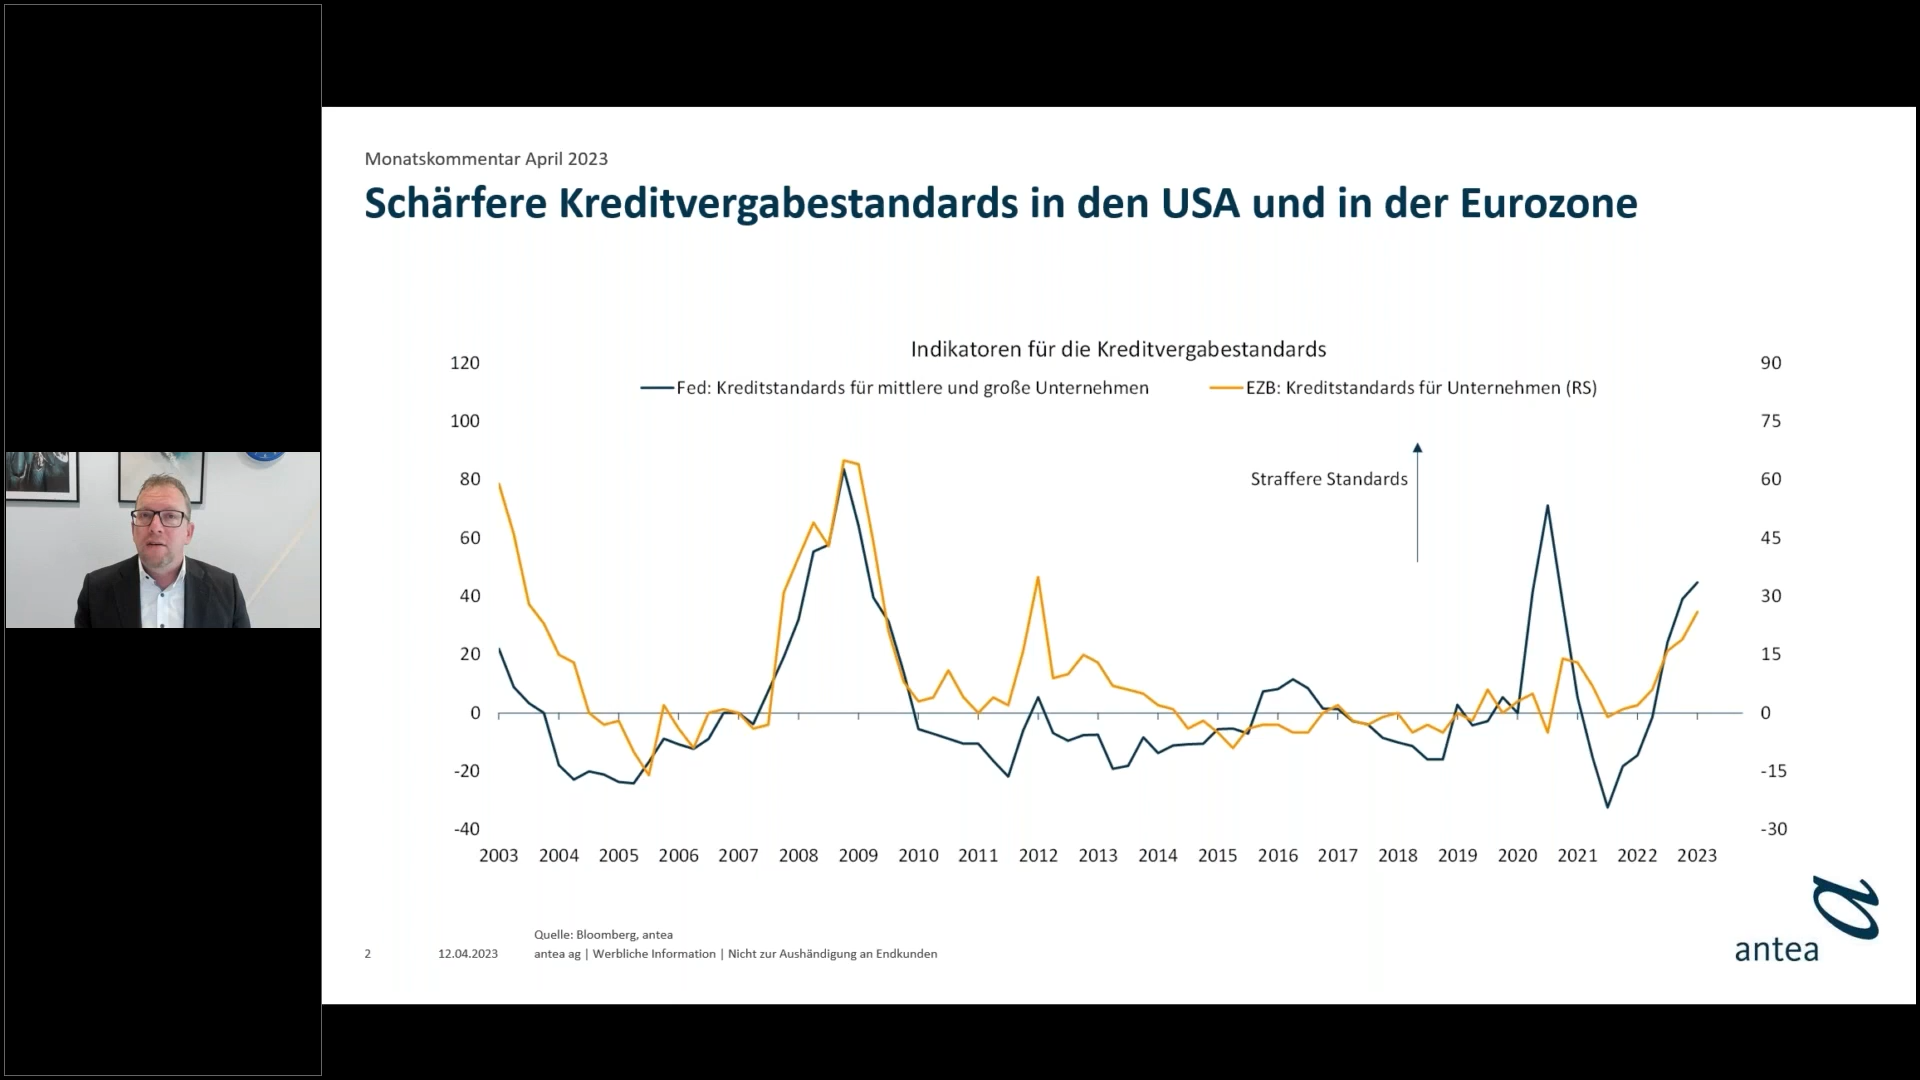 Monatskommentar April 2023
Schärfere Kreditvergabestandards in den USA und in der Eurozone
Indikatoren für die Kreditvergabestandards
Fed: Kreditstandards für mittlere und große Unternehmen
EZB: Kreditstandards für Unternehmen (RS)
Straffere Standards
120
100
80
60
40
20
0
-20
-40
90
75
60
45
30
15
0
-15
-30
2003 2004 2005 2006 2007 2008 2009 2010 2011 2012 2013 2014 2015 2016 2017 2018 2019 2020 2021 2022 2023
Quelle: Bloomberg, antea
2 12.04.2023 antea ag | Werbliche Information | Nicht zur Aushändigung an Endkunden
a
antea